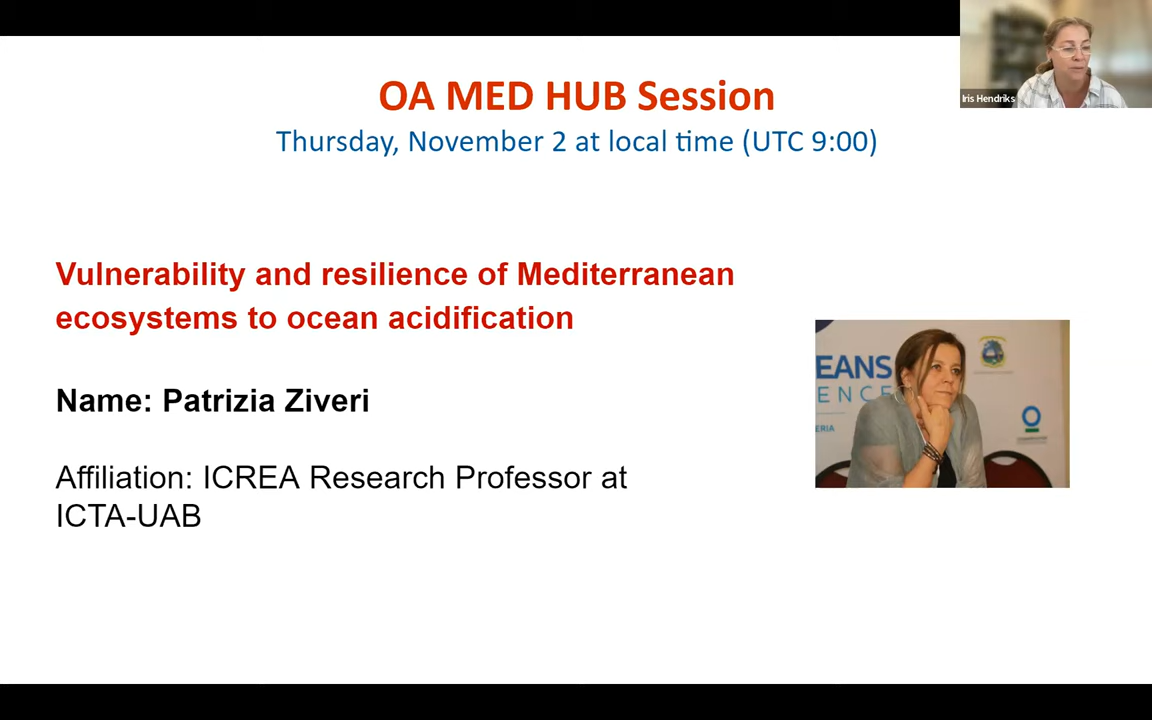 OA MED HUB Session
Thursday, November 2 at local time (UTC 9:00)
Iris Hendriks
Vulnerability and resilience of Mediterranean
ecosystems to ocean acidification
Name: Patrizia Ziveri
Affiliation: ICREA Research Professor at
ICTA-UAB
EANS
ENCE
ERIA